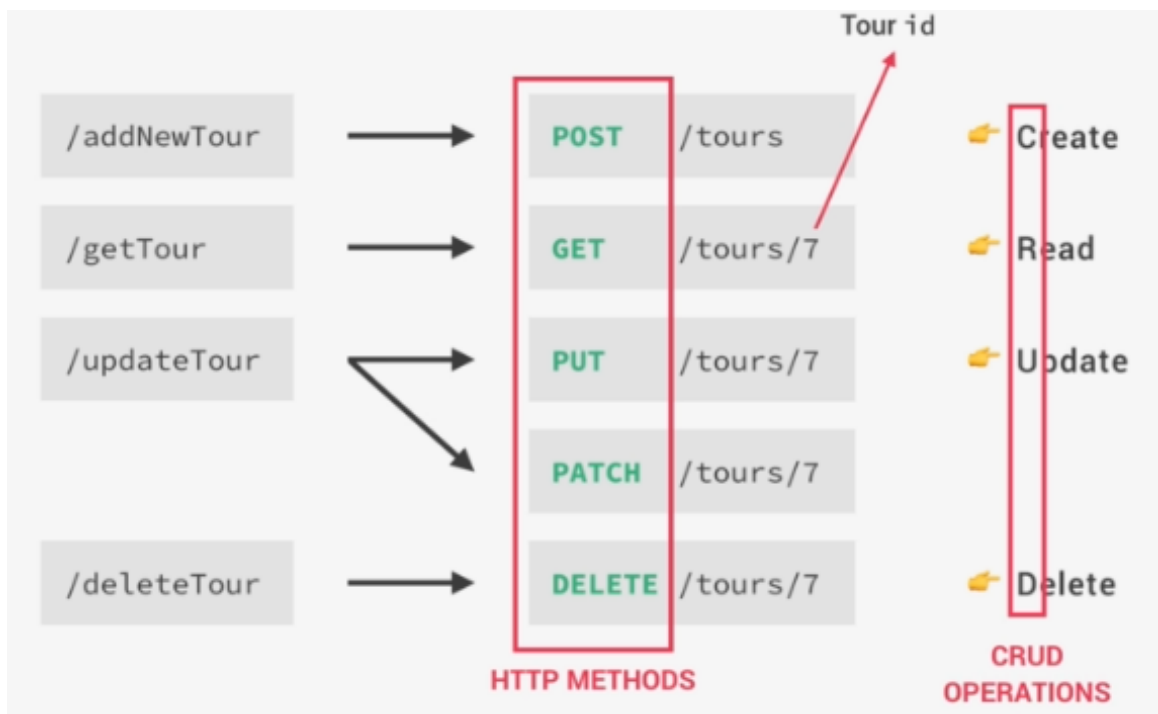 Tour id
/addNewTour POST /tours Create
/getTour GET /tours/7 Read
/updateTour PUT /tours/7 Update
PATCH /tours/7
/deleteTour DELETE /tours/7 Delete
HTTP METHODS
CRUD
OPERATIONS